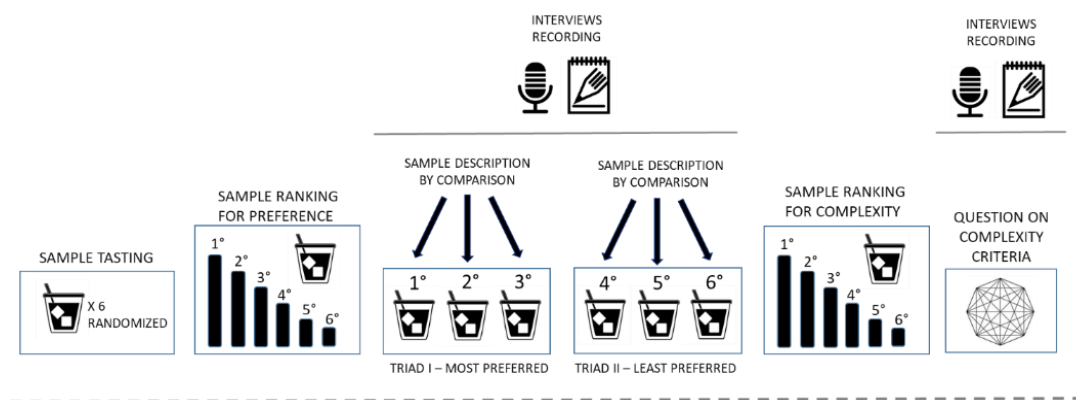 INTERVIEWS
RECORDING
INTERVIEWS
RECORDING
SAMPLE DESCRIPTION
BY COMPARISON
SAMPLE DESCRIPTION
BY COMPARISON
SAMPLE RANKING
FOR PREFERENCE
SAMPLE RANKING
FOR COMPLEXITY
QUESTION ON
COMPLEXITY
CRITERIA
SAMPLE TASTING
X 6
RANDOMIZED
1°
2°
3°
4°
5°
6°
1° 2° 3°
4° 5° 6°
1°
2°
3°
4°
5°
6°
TRIAD I – MOST PREFERRED
TRIAD II – LEAST PREFERRED